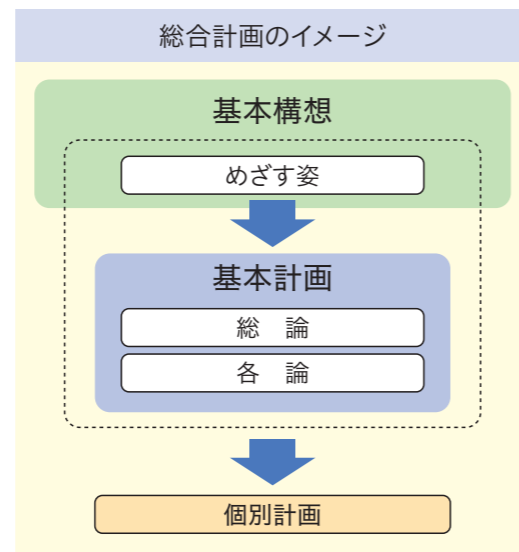 総合計画のイメージ
基本構想
めざす姿
基本計画
総　論
各　論
個別計画